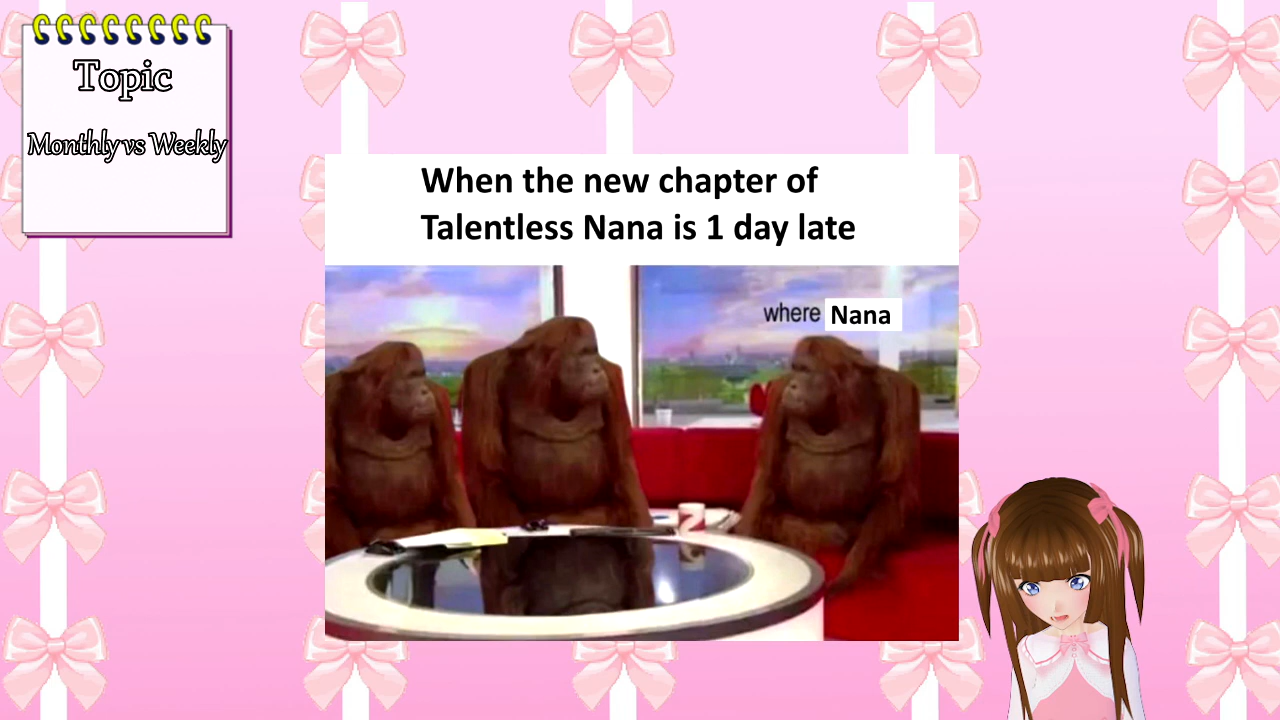 Topic
Monthly vs Weekly
When the new chapter of
Talentless Nana is 1 day late
where Nana